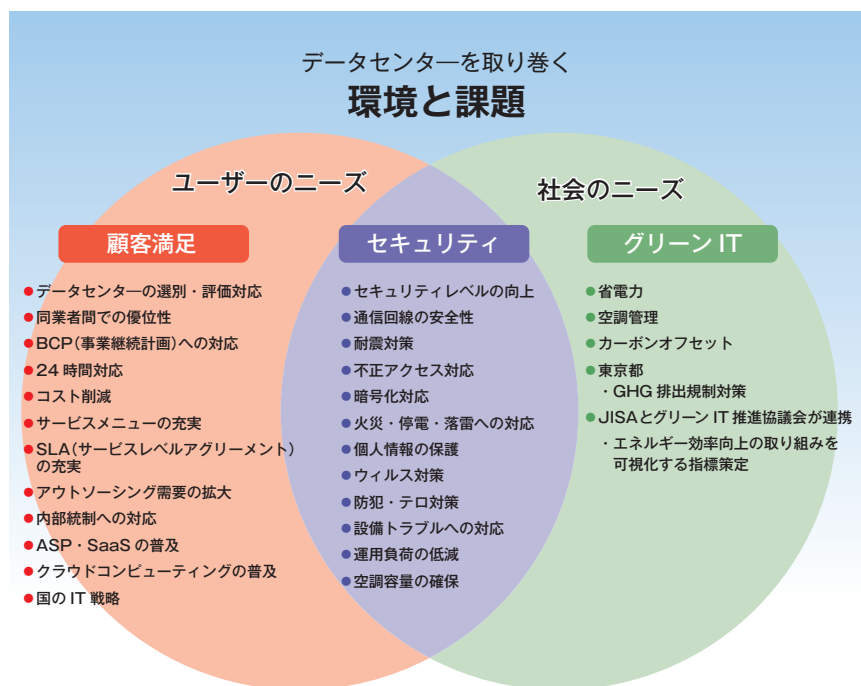 データセンタ―を取り巻く
環境と課題
ユーザーのニーズ
社会のニーズ
顧客満足
●データセンタ―の選別・評価対応
●同業者間での優位性
●BCP(事業継続計画)への対応
●24時間対応
●コスト削減
●サービスメニューの充実
●SLA(サービスレベルアグリーメント)
の充実
●アウトソーシング需要の拡大
●内部統制への対応
●ASP・SaaSの普及
●クラウドコンピューティングの普及
●国のIT戦略
セキュリティ
●セキュリティレベルの向上
●通信回線の安全性
●耐震対策
●不正アクセス対応
●暗号化対応
●火災・停電・落雷への対応
●個人情報の保護
●ウィルス対策
●防犯・テロ対策
●設備トラブルへの対応
●運用負荷の低減
●空調容量の確保
グリーンIT
●省電力
●空調管理
●カーボンオフセット
●東京都
・GHG排出規制対策
●JISAとグリーンIT推進協議会が連携
・エネルギー効率向上の取り組みを
可視化する指標策定